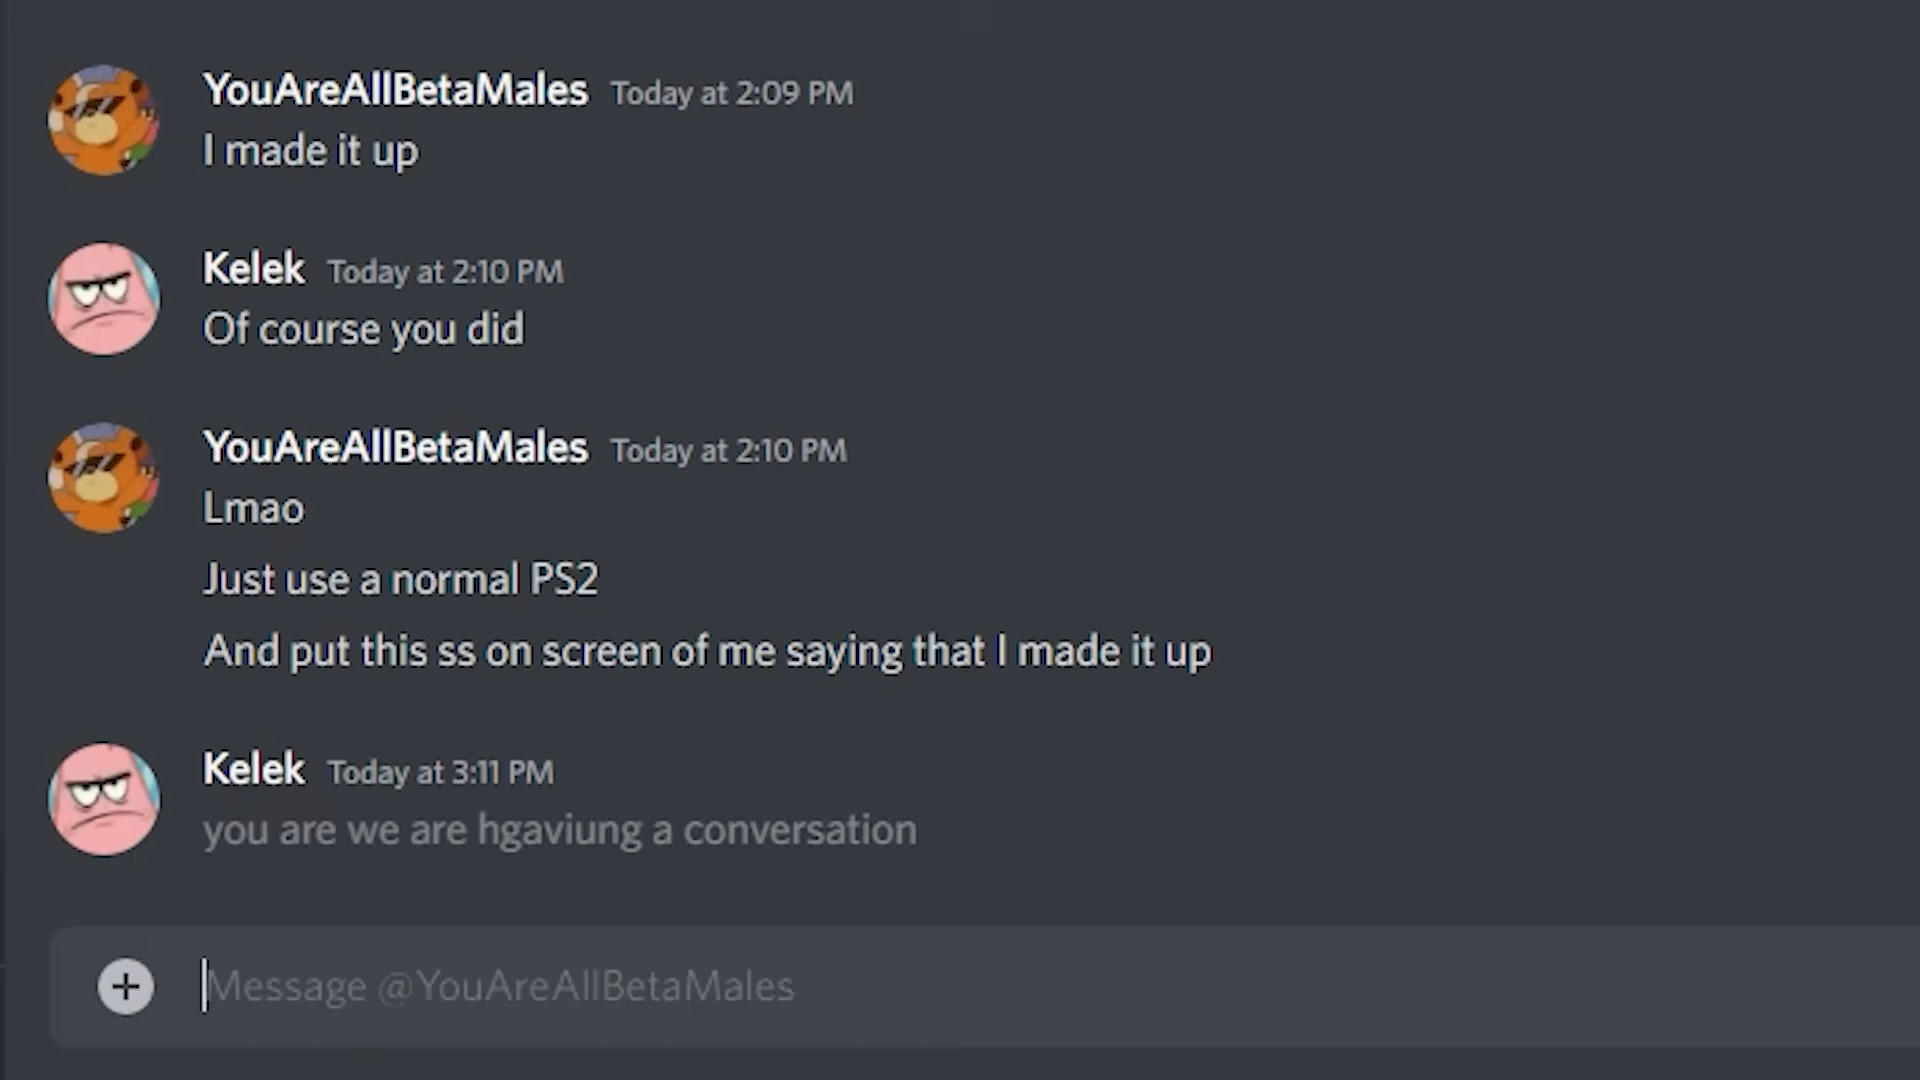 YouAreAllBetaMales Today at 2:09 PM
I made it up
Kelek Today at 2:10 PM
Of course you did
YouAreAllBetaMales Today at 2:10 PM
Lmao
Just use a normal PS2
And put this ss on screen of me saying that I made it up
Kelek Today at 3:11 PM
you are we are hgaviung a conversation
Message @YouAreAllBetaMales